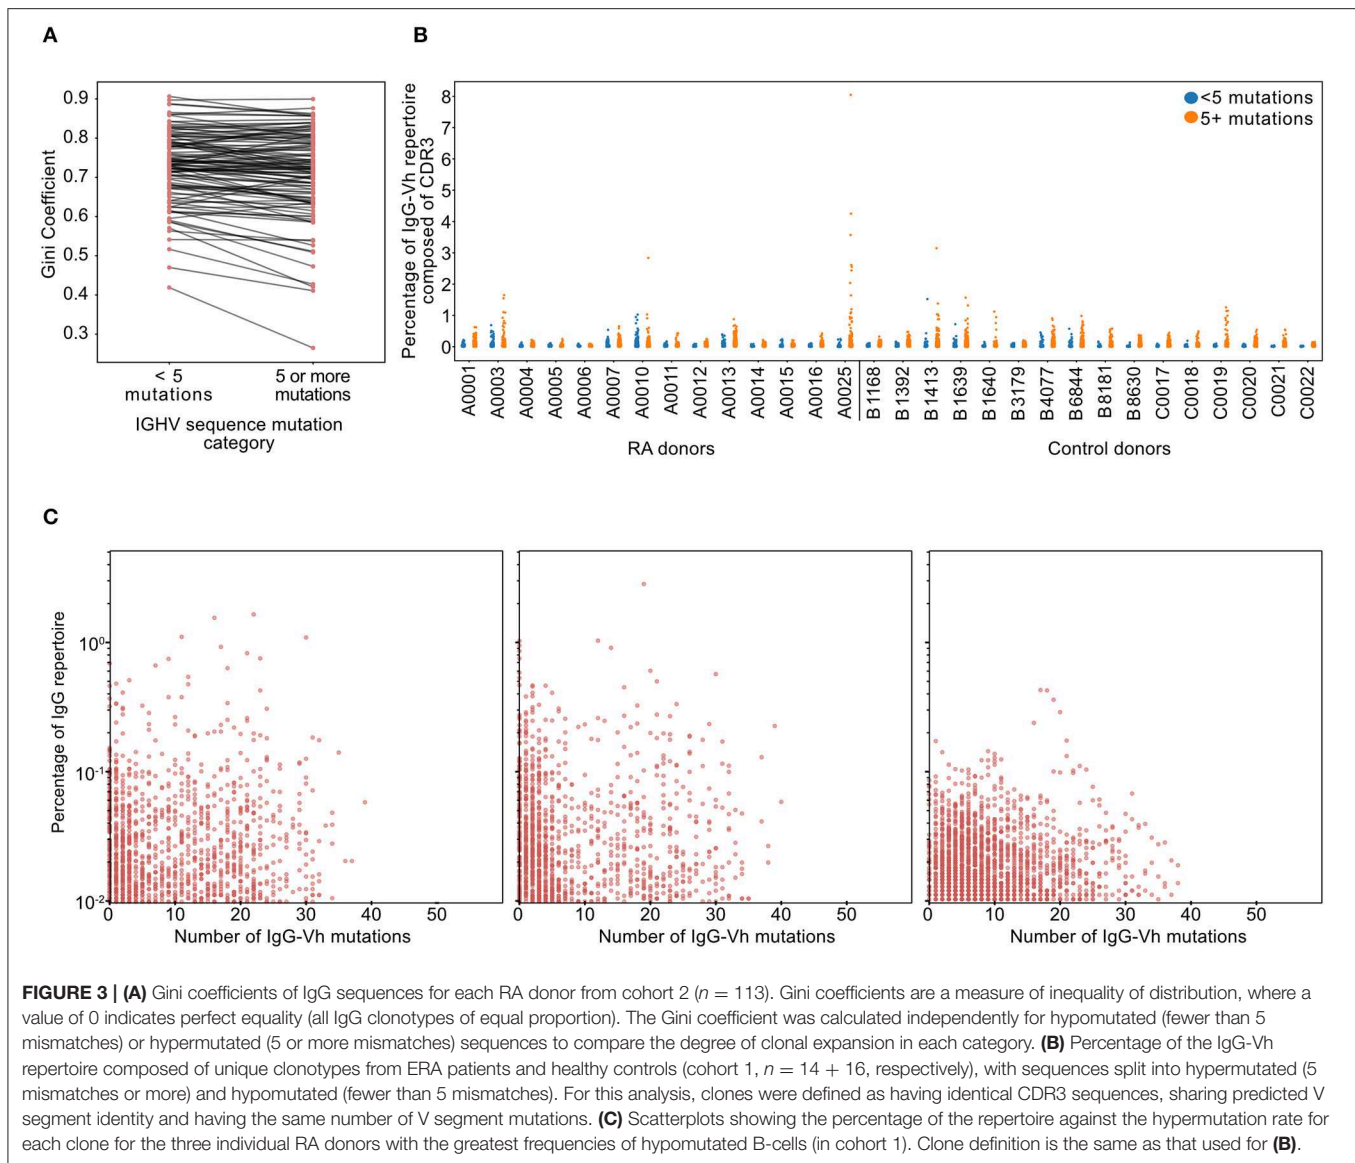 A
B
0.9
0.8
0.7
0.6
0.5
0.4
0.3
Gini Coefficient
< 5
mutations
5 or more
mutations
IGHV sequence mutation
category
Percentage of IgG-Vh repertoire
composed of CDR3
8
7
6
5
4
3
2
1
0
<5 mutations
5+ mutations
A0001
A0003
A0004
A0005
A0006
A0007
A0010
A0011
A0012
A0013
A0014
A0015
A0016
A0025
B1168
B1392
B1413
B1639
B1640
B3179
B4077
B6844
B8181
B8630
C0017
C0018
C0019
C0020
C0021
C0022
RA donors
Control donors
C
Percentage of IgG repertoire
10⁰
10⁻¹
10⁻²
0 10 20 30 40 50
Number of IgG-Vh mutations
0 10 20 30 40 50
Number of IgG-Vh mutations
0 10 20 30 40 50
Number of IgG-Vh mutations
FIGURE 3 | (A) Gini coefficients of IgG sequences for each RA donor from cohort 2 (n = 113). Gini coefficients are a measure of inequality of distribution, where a
value of 0 indicates perfect equality (all IgG clonotypes of equal proportion). The Gini coefficient was calculated independently for hypomutated (fewer than 5
mismatches) or hypermutated (5 or more mismatches) sequences to compare the degree of clonal expansion in each category. (B) Percentage of the IgG-Vh
repertoire composed of unique clonotypes from ERA patients and healthy controls (cohort 1, n = 14 + 16, respectively), with sequences split into hypermutated (5
mismatches or more) and hypomutated (fewer than 5 mismatches). For this analysis, clones were defined as having identical CDR3 sequences, sharing predicted V
segment identity and having the same number of V segment mutations. (C) Scatterplots showing the percentage of the repertoire against the hypermutation rate for
each clone for the three individual RA donors with the greatest frequencies of hypomutated B-cells (in cohort 1). Clone definition is the same as that used for (B).